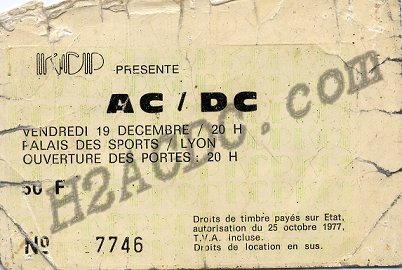 KCP PRESENTE
AC / DC
VENDREDI 19 DECEMBRE / 20 H
PALAIS DES SPORTS / LYON
OUVERTURE DES PORTES : 20 H
50 F
H2ACDC.com
Droits de timbre payés sur Etat,
autorisation du 25 octobre 1977,
T.V.A. incluse.
Droits de location en sus.
No 7746